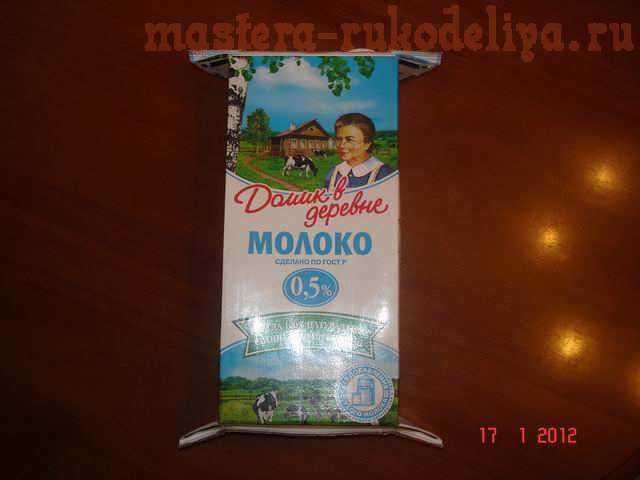 mastera-rukodeliya.ru
Домик в
деревне
МОЛОКО
СДЕЛАНО ПО ГОСТ Р
0,5%
17 1 2012